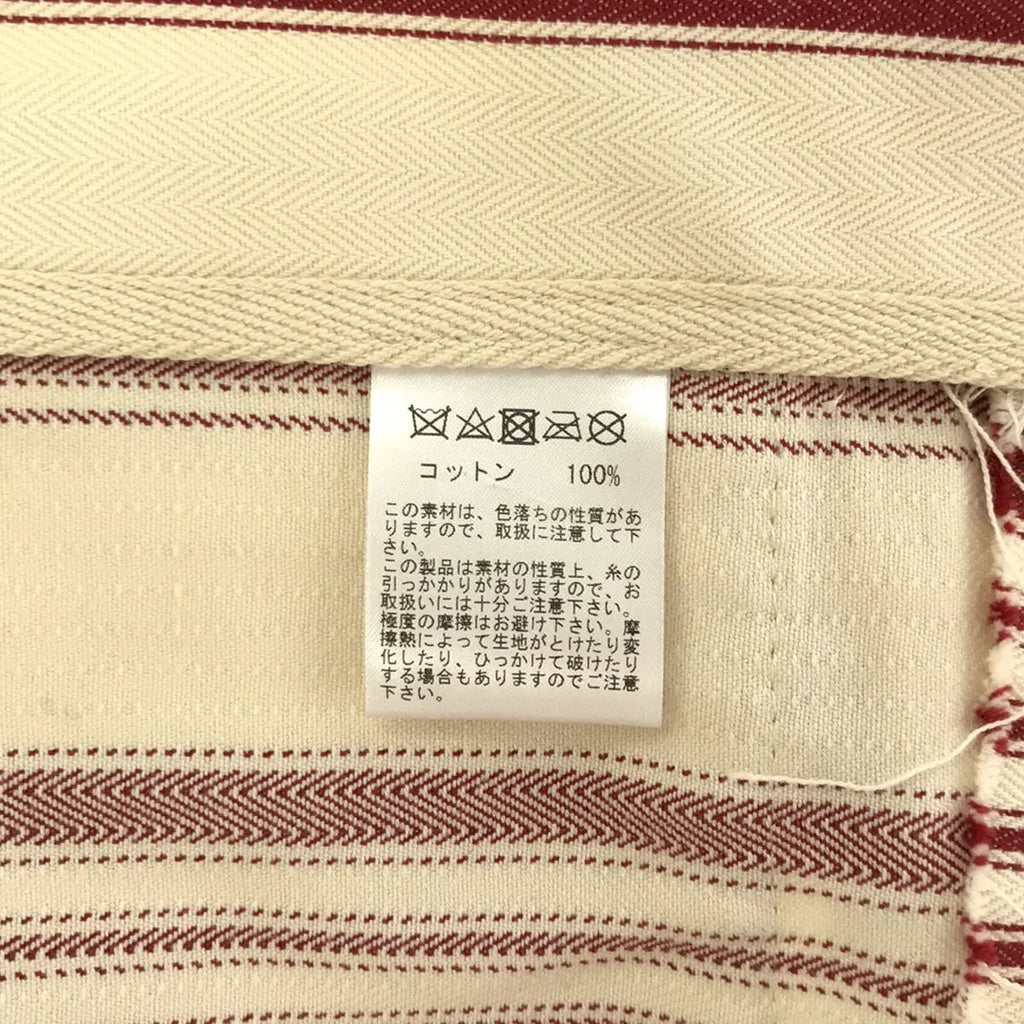 コットン 100%
この素材は、色落ちの性質があ
りますので、取扱に注意して下
さい。
この製品は素材の性質上、糸の
引っかかりがありますので、お
取扱いには十分ご注意下さい。
極度の摩擦はお避け下さい。摩
擦熱によって生地がとけたり変
化したり、ひっかけて破けたり
する場合もありますのでご注意
下さい。